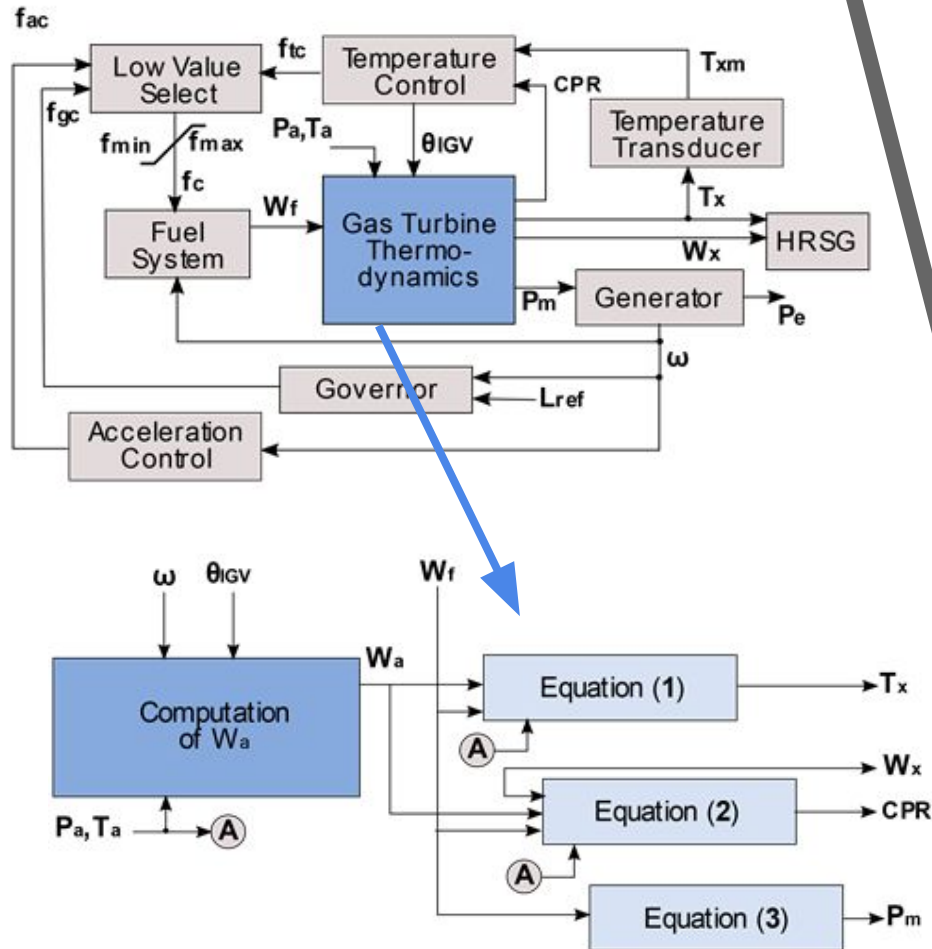 fac
Low Value
Select
ftc
Temperature
Control
Txm
CPR
fgc
fmin
fmax
Pa,Ta
θIGV
Temperature
Transducer
fc
Wf
Tx
Fuel
System
Gas Turbine
Thermo-
dynamics
HRSG
Wx
Pm
Generator
Pe
ω
Governor
Lref
Acceleration
Control
ω
θIGV
Wf
Wa
Computation
of Wa
Equation (1)
Tx
A
Wx
Equation (2)
CPR
Pa,Ta
A
A
Equation (3)
Pm